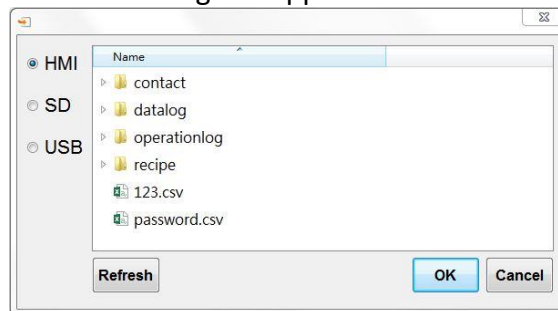 HMI
SD
USB
Name
contact
datalog
operationlog
recipe
123.csv
password.csv
Refresh
OK
Cancel